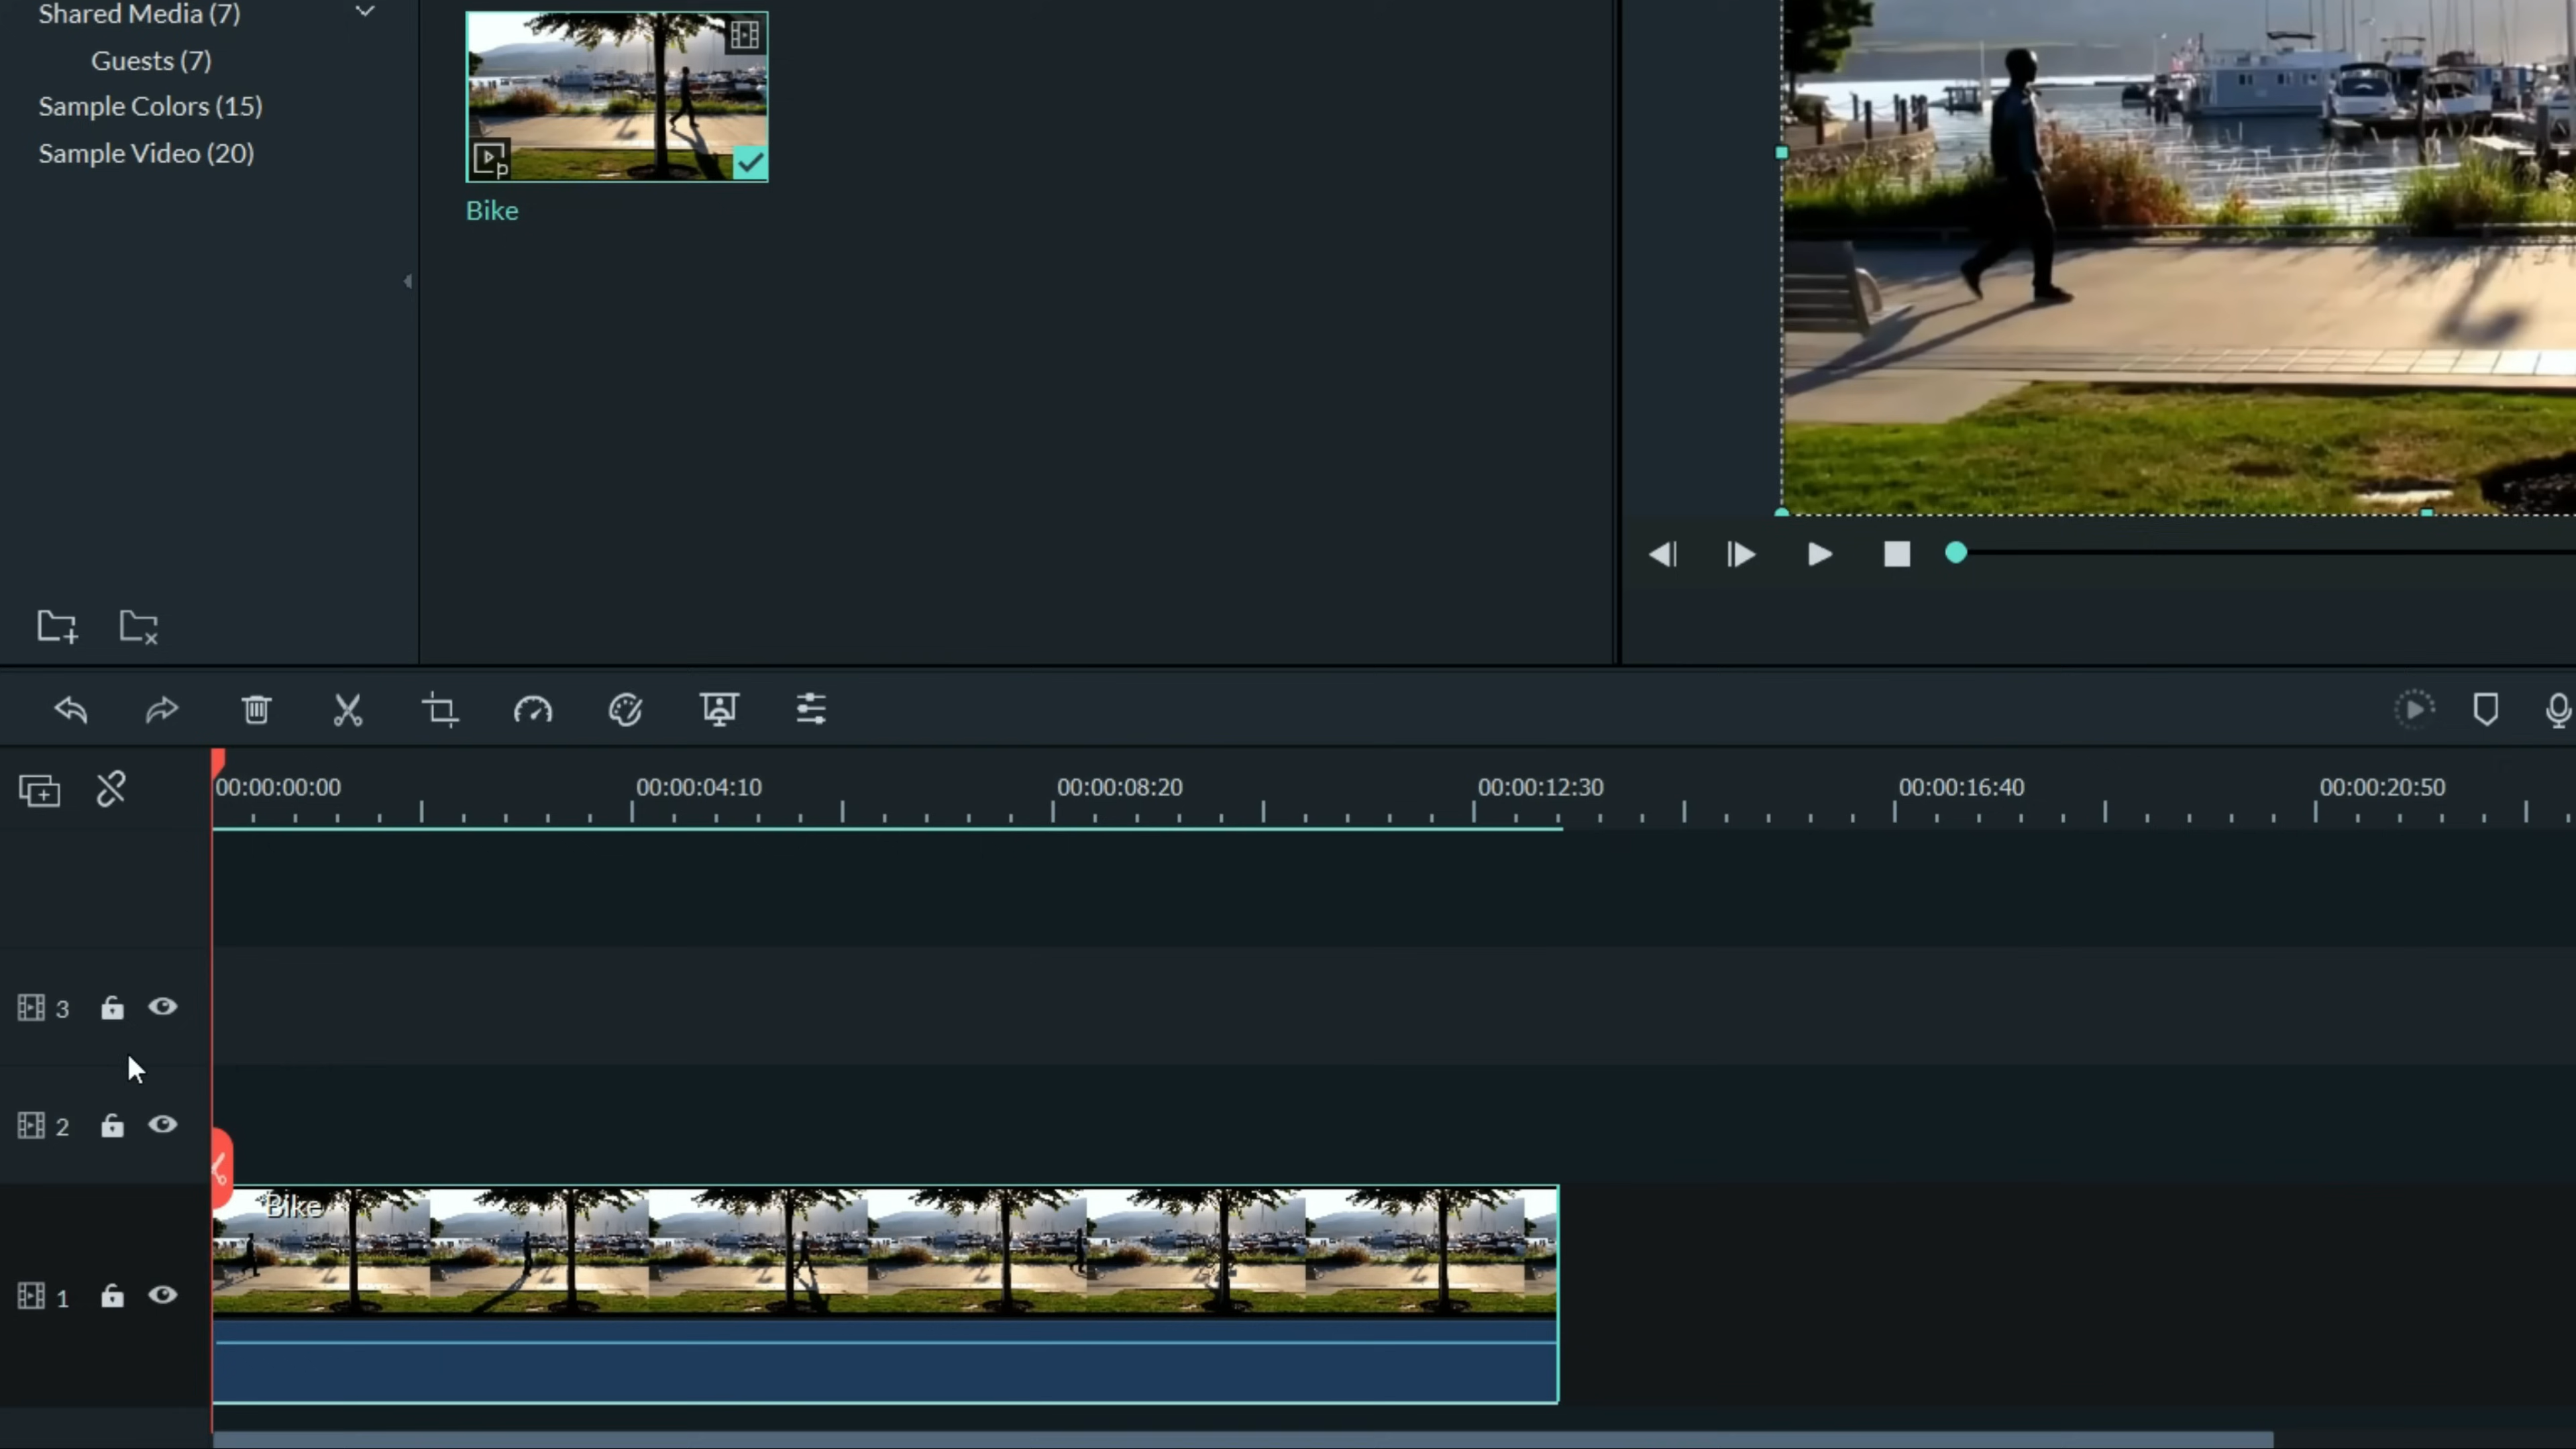 Shared Media (7)
Guests (7)
Sample Colors (15)
Sample Video (20)
Bike
00:00:00:00 00:00:04:10 00:00:08:20 00:00:12:30 00:00:16:40 00:00:20:50
3
2
Bike
1